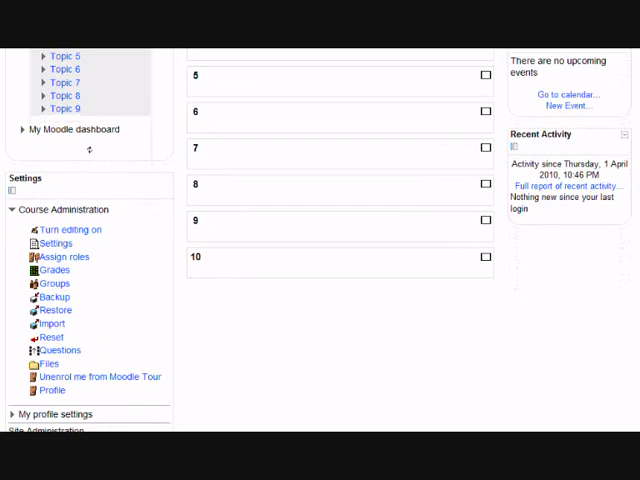 Topic 5
Topic 6
Topic 7
Topic 8
Topic 9
My Moodle dashboard
Settings
Course Administration
Turn editing on
Settings
Assign roles
Grades
Groups
Backup
Restore
Import
Reset
Questions
Files
Unenrol me from Moodle Tour
Profile
My profile settings
Site Administration
5
6
7
8
9
10
There are no upcoming
events
Go to calendar...
New Event...
Recent Activity
Activity since Thursday, 1 April
2010, 10:46 PM
Full report of recent activity...
Nothing new since your last
login